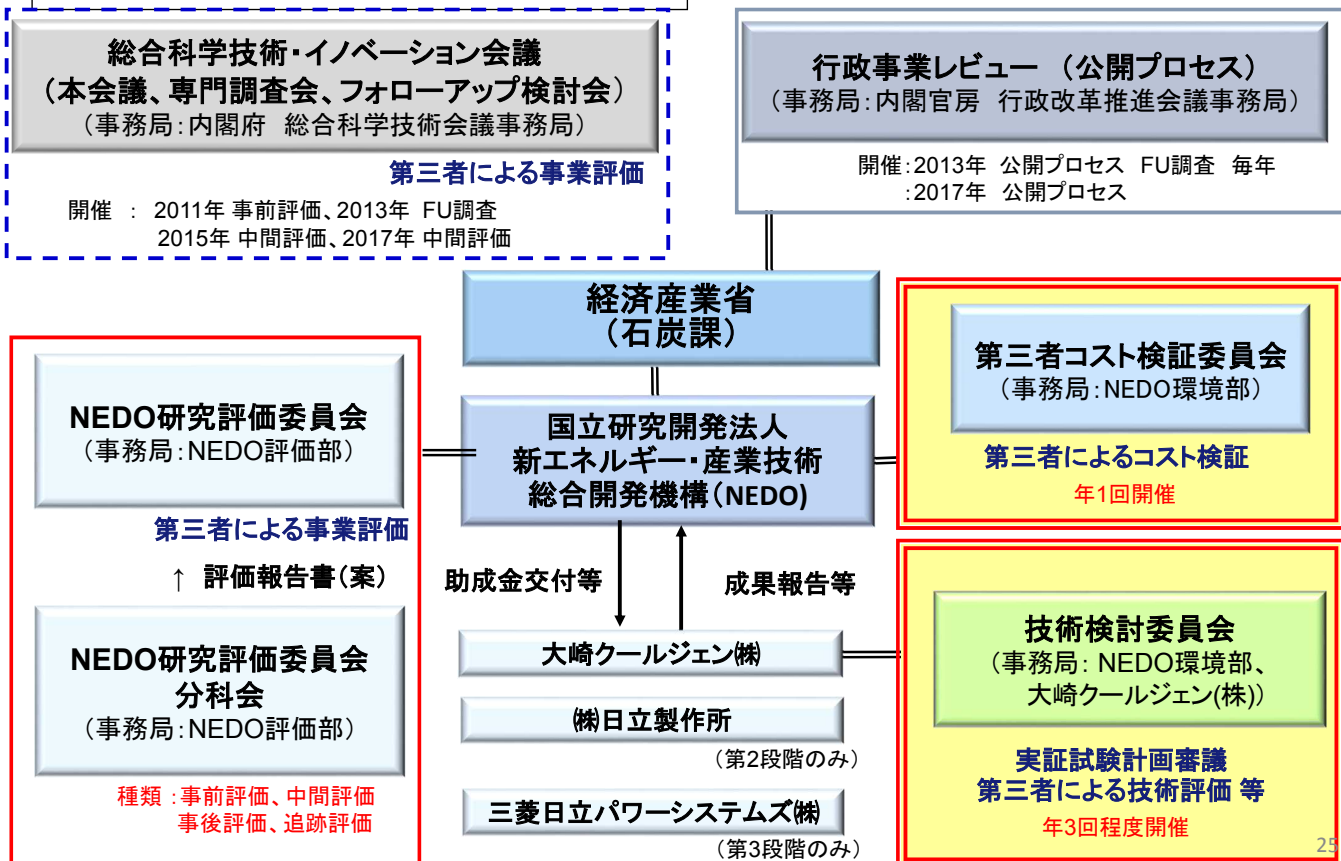 総合科学技術・イノベーション会議
（本会議、専門調査会、フォローアップ検討会）
（事務局：内閣府　総合科学技術会議事務局）
第三者による事業評価
開催　：　2011年 事前評価、2013年 FU調査
2015年 中間評価、2017年 中間評価
行政事業レビュー　（公開プロセス）
（事務局：内閣官房　行政改革推進会議事務局）
開催：2013年　公開プロセス　FU調査　毎年
：2017年　公開プロセス
経済産業省
（石炭課）
NEDO研究評価委員会
（事務局：NEDO評価部）
第三者による事業評価
↑　評価報告書（案）
NEDO研究評価委員会
分科会
（事務局：NEDO評価部）
種類：事前評価、中間評価
事後評価、追跡評価
国立研究開発法人
新エネルギー・産業技術
総合開発機構（NEDO)
助成金交付等
成果報告等
大崎クールジェン㈱
㈱日立製作所
（第2段階のみ）
三菱日立パワーシステムズ㈱
（第3段階のみ）
第三者コスト検証委員会
（事務局：NEDO環境部）
第三者によるコスト検証
年1回開催
技術検討委員会
（事務局： NEDO環境部、
大崎クールジェン(株)）
実証試験計画審議
第三者による技術評価 等
年3回程度開催
25